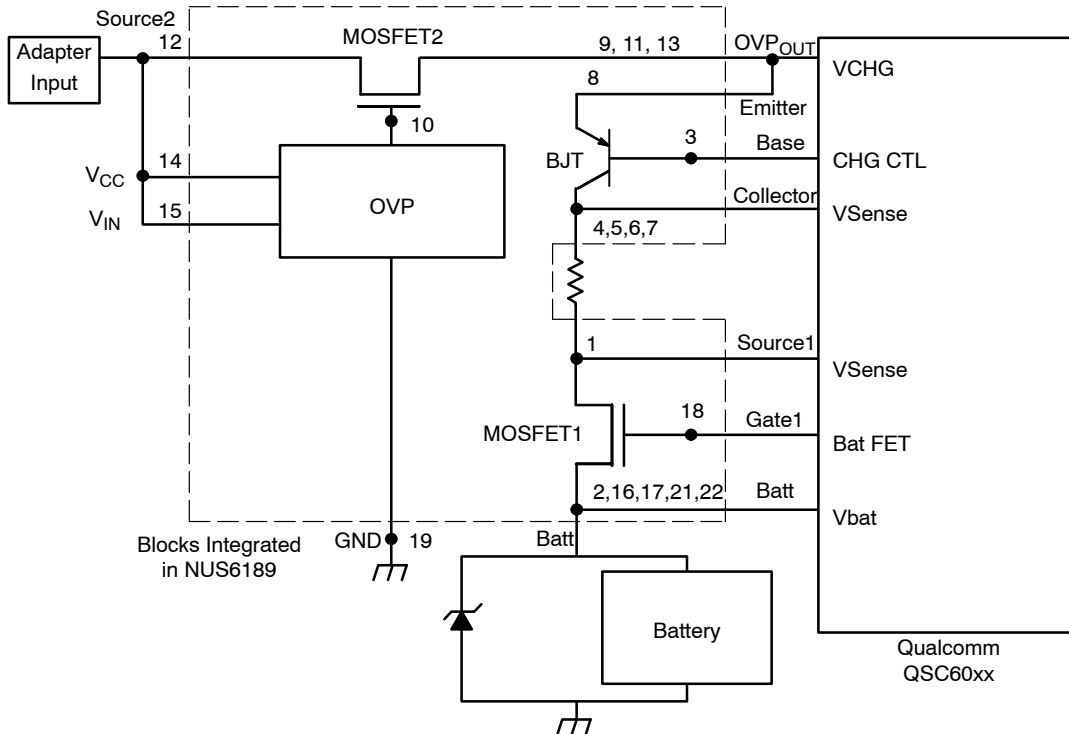 Source2
Adapter
Input
12
MOSFET2
9, 11, 13
OVPOUT
VCHG
8
Emitter
10
3
Base
BJT
CHG CTL
VCC
14
OVP
Collector
VIN
15
4,5,6,7
VSense
1
Source1
VSense
18
Gate1
MOSFET1
Bat FET
2,16,17,21,22
Batt
Vbat
Blocks Integrated
in NUS6189
GND
19
Batt
Battery
Qualcomm
QSC60xx